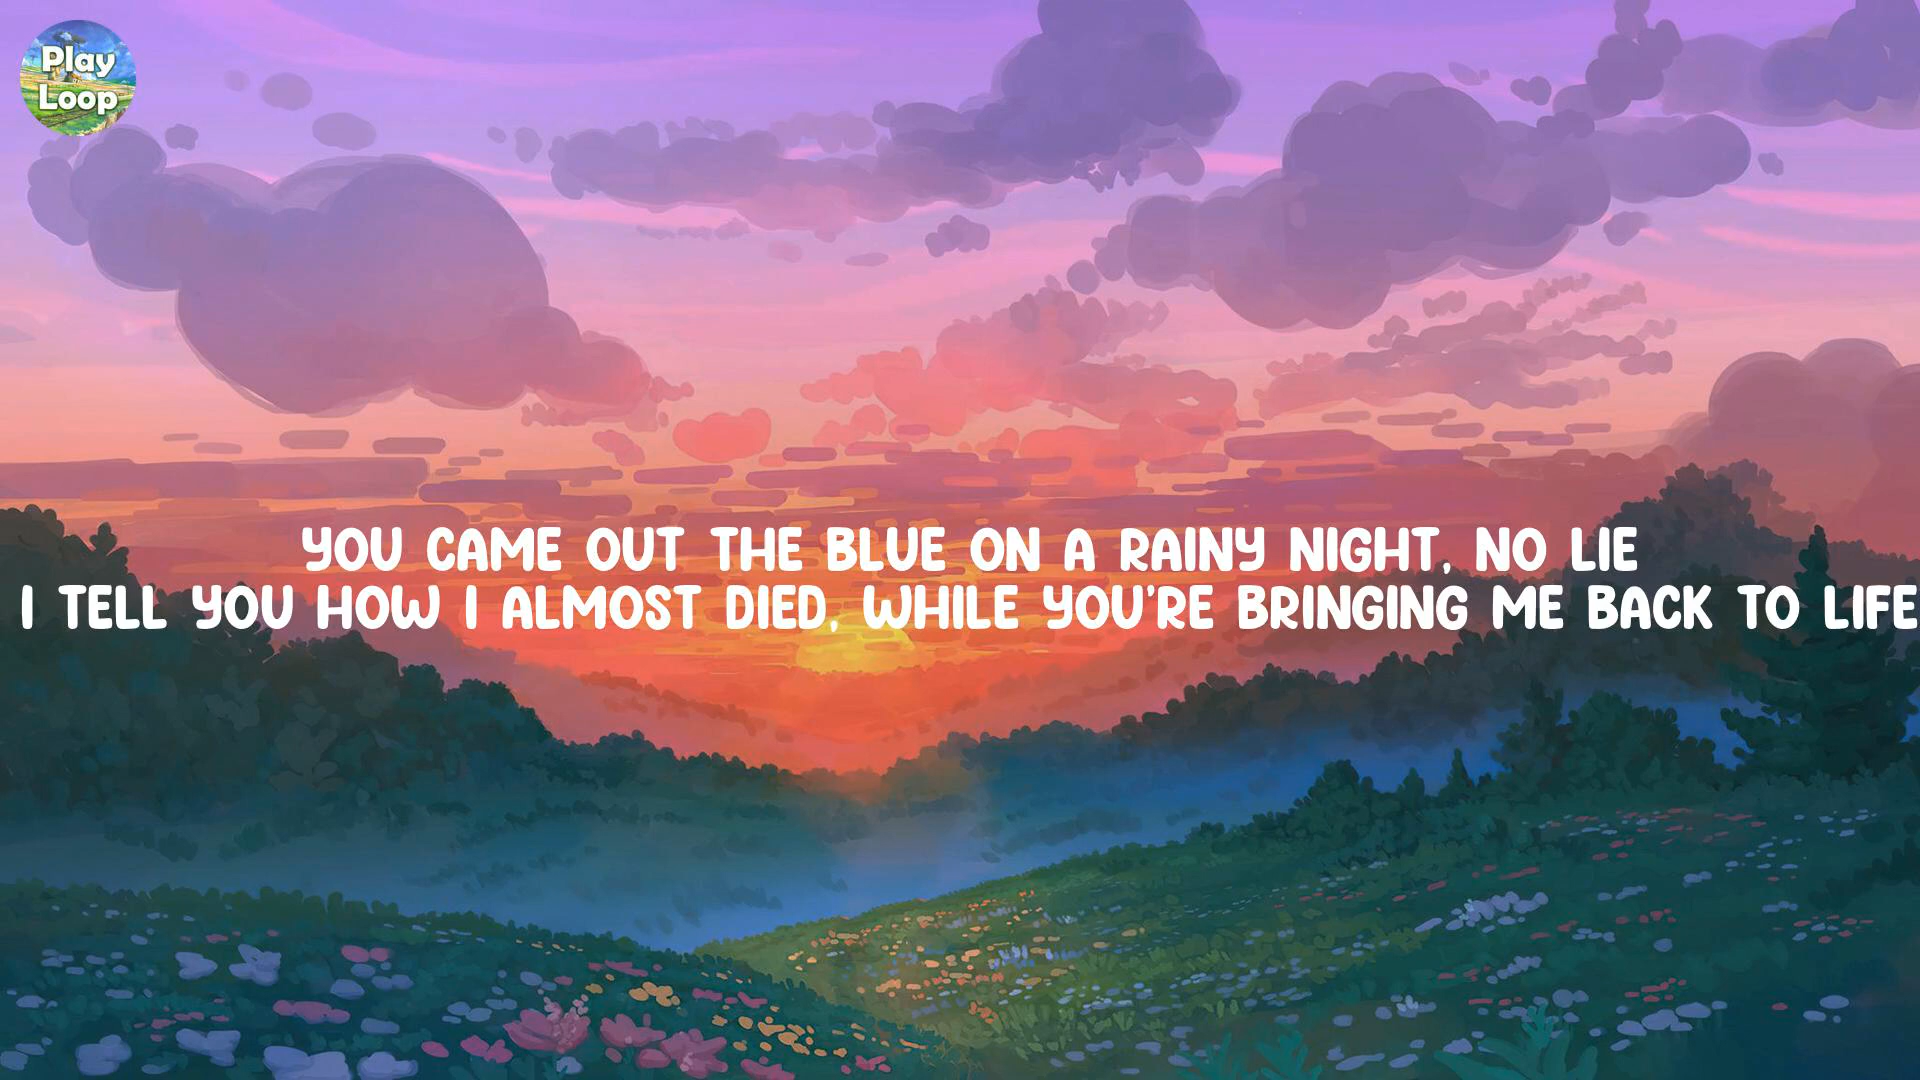 Play
Loop
YOU CAME OUT THE BLUE ON A RAINY NIGHT, NO LIE
I TELL YOU HOW I ALMOST DIED, WHILE YOU'RE BRINGING ME BACK TO LIFE